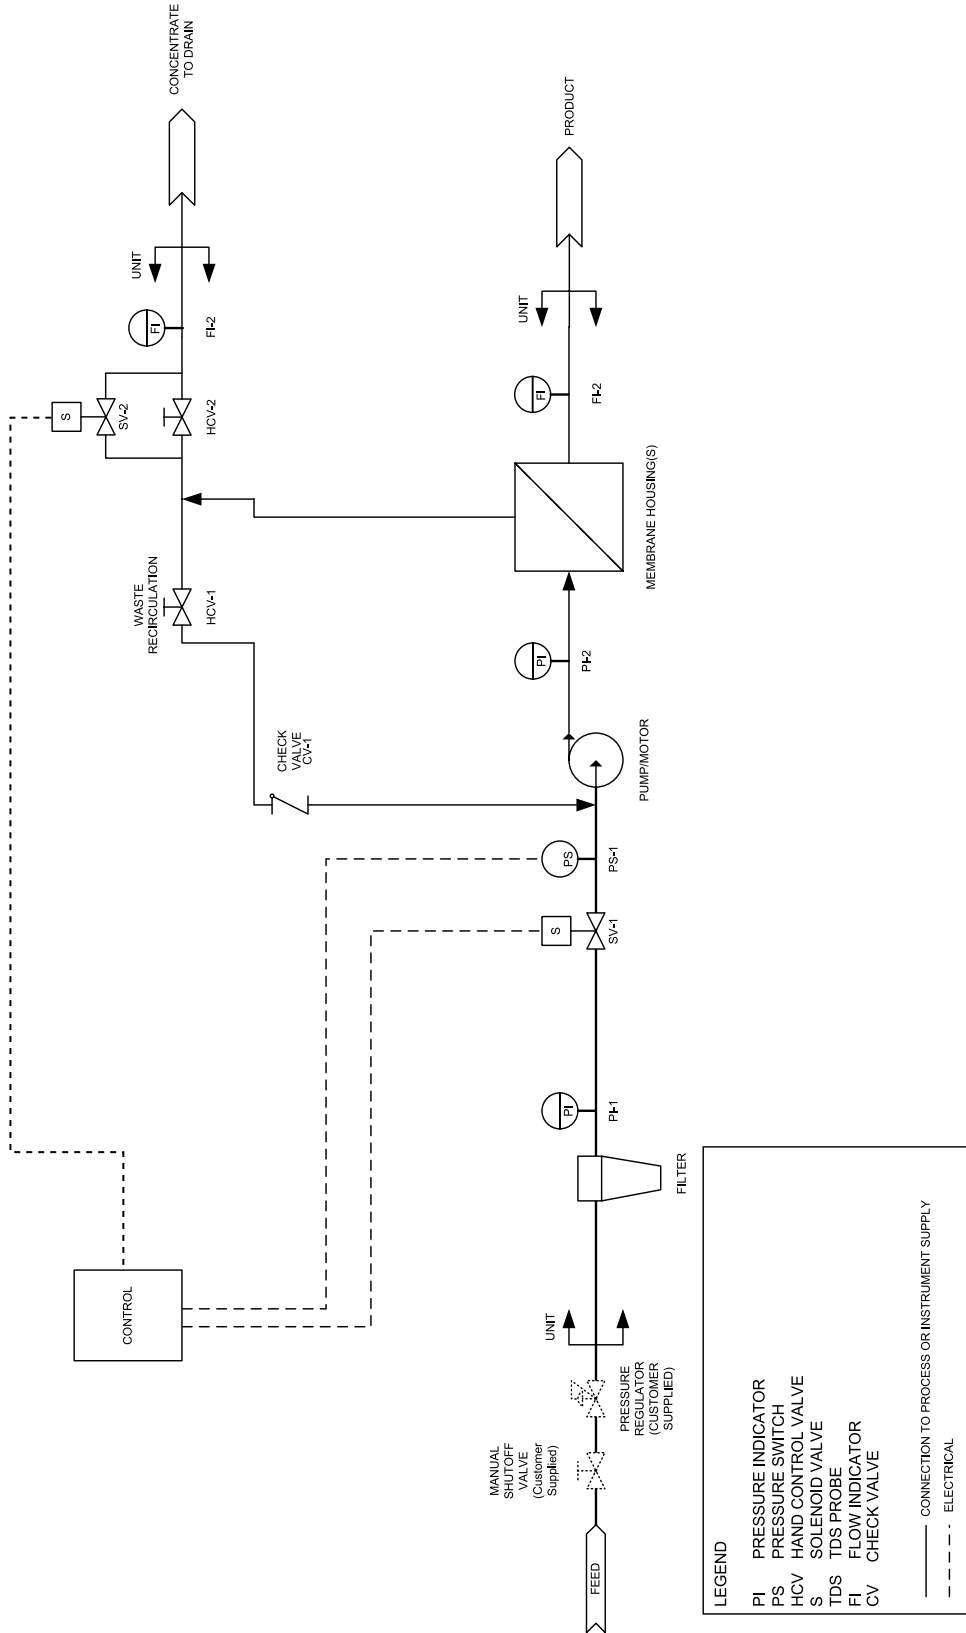 CONCENTRATE
TO DRAIN
UNIT
FI
FI-2
S
SV-2
HCV-2
WASTE
RECIRCULATION
HCV-1
CHECK
VALVE
CV-1
PRODUCT
UNIT
FI
FI-2
MEMBRANE HOUSING(S)
PI
PI-2
PUMP/MOTOR
PS
PS-1
S
SV-1
PI
PI-1
FILTER
CONTROL
UNIT
PRESSURE
REGULATOR
(CUSTOMER
SUPPLIED)
MANUAL
SHUTOFF
VALVE
(Customer
Supplied)
FEED
LEGEND
PI PRESSURE INDICATOR
PS PRESSURE SWITCH
HCV HAND CONTROL VALVE
S SOLENOID VALVE
TDS TDS PROBE
FI FLOW INDICATOR
CV CHECK VALVE
CONNECTION TO PROCESS OR INSTRUMENT SUPPLY
ELECTRICAL